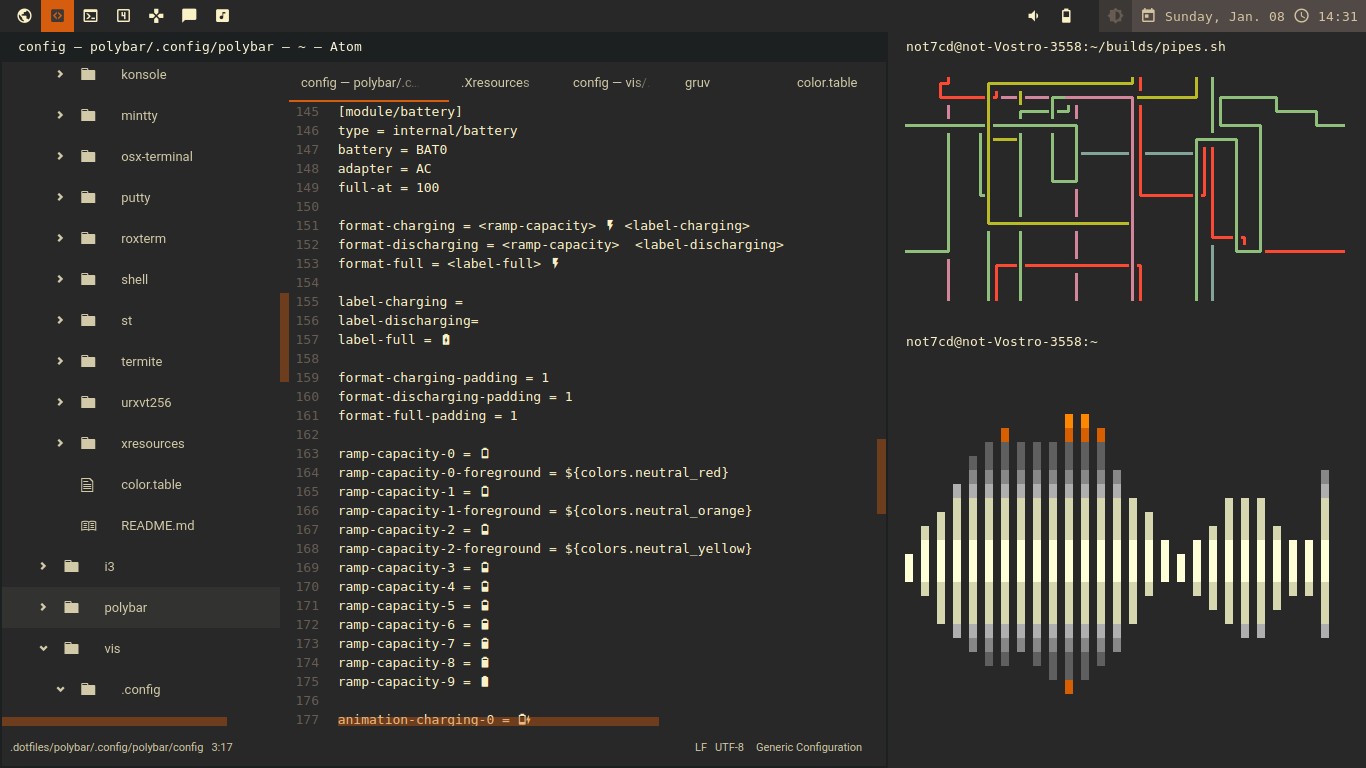 Sunday, Jan. 08 14:31
config — polybar/.config/polybar — ~ — Atom
konsole
mintty
osx-terminal
putty
roxterm
shell
st
termite
urxvt256
xresources
color.table
README.md
i3
polybar
vis
.config
config — polybar/.c...
.Xresources
config — vis/.
gruv
color.table
145 [module/battery]
146 type = internal/battery
147 battery = BAT0
148 adapter = AC
149 full-at = 100
150
151 format-charging = <ramp-capacity> <label-charging>
152 format-discharging = <ramp-capacity>  <label-discharging>
153 format-full = <label-full>
154
155 label-charging =
156 label-discharging=
157 label-full =
158
159 format-charging-padding = 1
160 format-discharging-padding = 1
161 format-full-padding = 1
162
163 ramp-capacity-0 =
164 ramp-capacity-0-foreground = ${colors.neutral_red}
165 ramp-capacity-1 =
166 ramp-capacity-1-foreground = ${colors.neutral_orange}
167 ramp-capacity-2 =
168 ramp-capacity-2-foreground = ${colors.neutral_yellow}
169 ramp-capacity-3 =
170 ramp-capacity-4 =
171 ramp-capacity-5 =
172 ramp-capacity-6 =
173 ramp-capacity-7 =
174 ramp-capacity-8 =
175 ramp-capacity-9 =
176
177 animation-charging-0 =
.dotfiles/polybar/.config/polybar/config 3:17
LF UTF-8 Generic Configuration
not7cd@not-Vostro-3558:~/builds/pipes.sh
not7cd@not-Vostro-3558:~